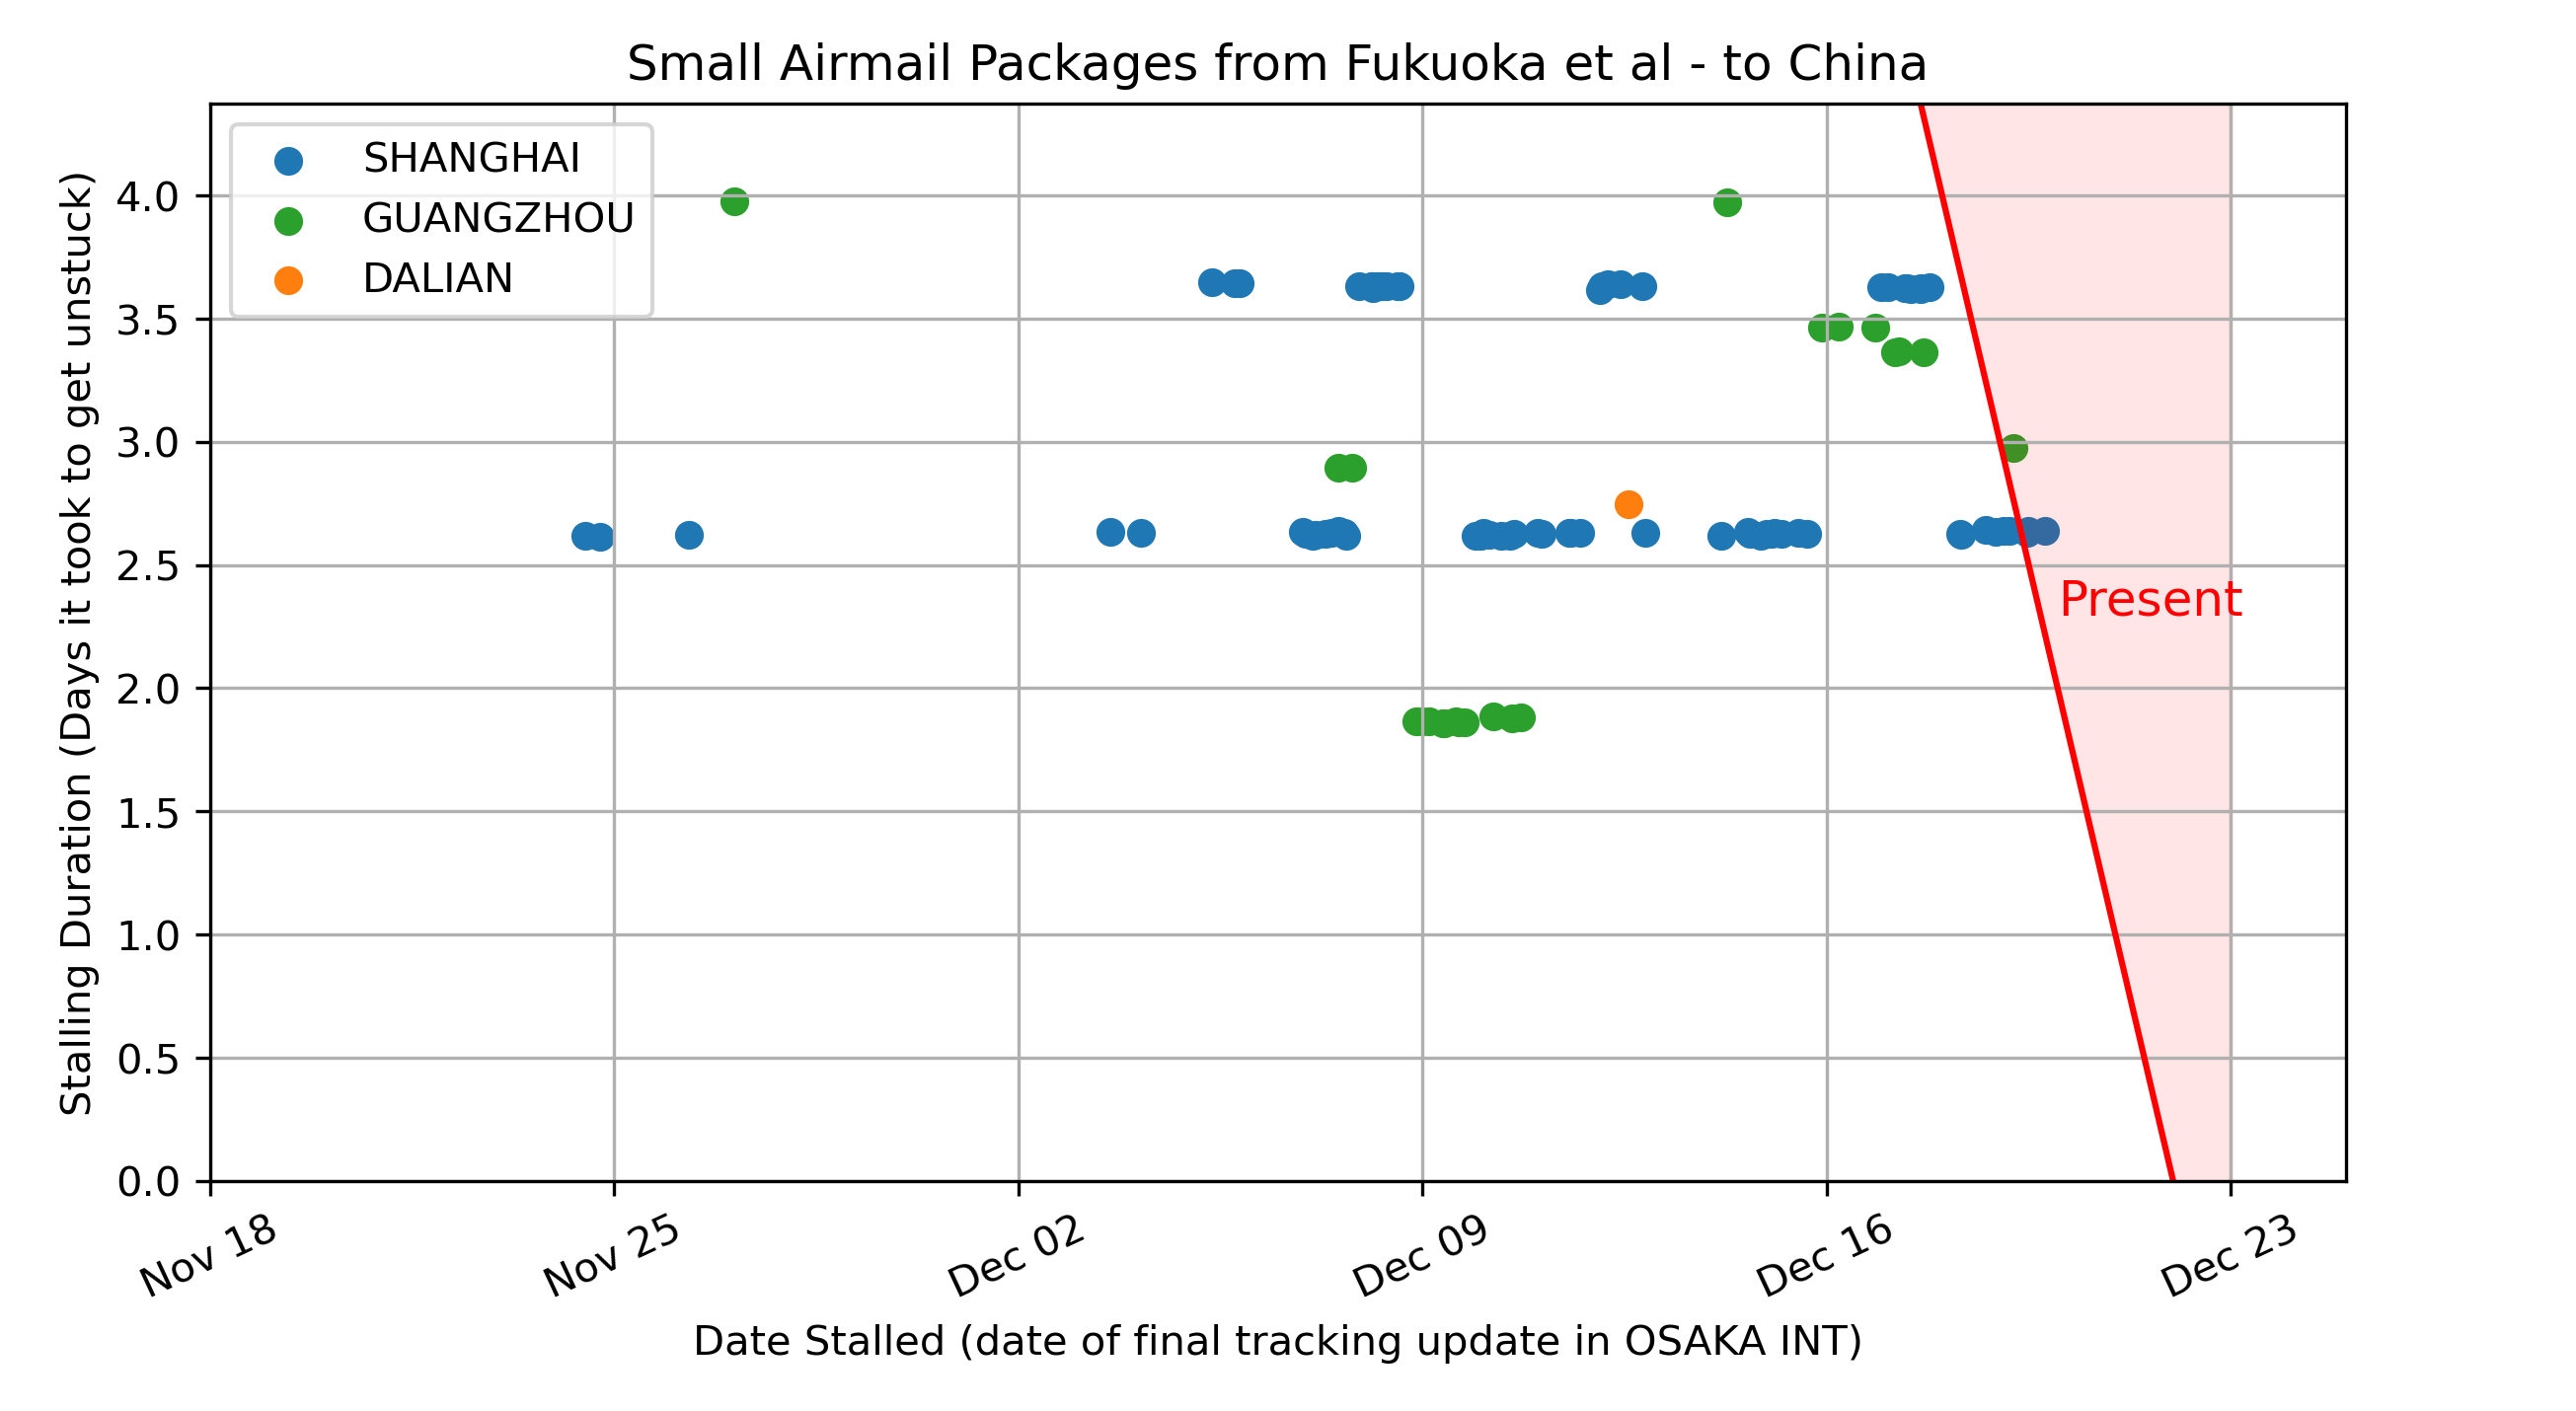 Small Airmail Packages from Fukuoka et al - to China
SHANGHAI
GUANGZHOU
DALIAN
Stalling Duration (Days it took to get unstuck)
4.0
3.5
3.0
2.5
2.0
1.5
1.0
0.5
0.0
Present
Nov 18
Nov 25
Dec 02
Dec 09
Dec 16
Dec 23
Date Stalled (date of final tracking update in OSAKA INT)